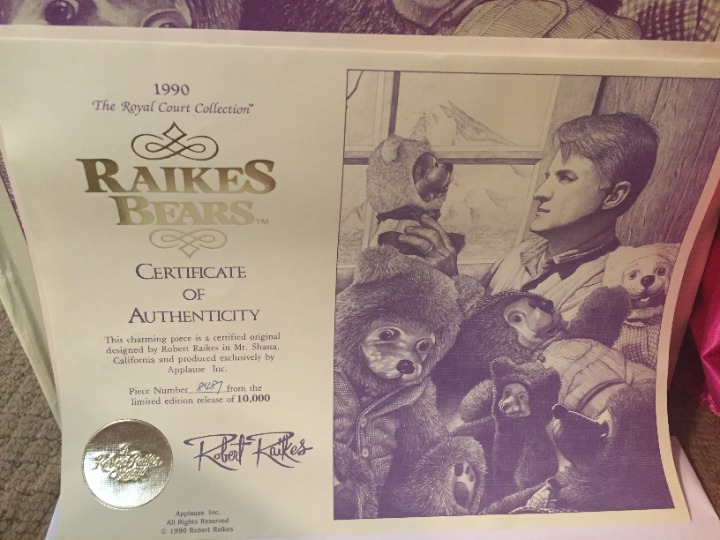 1990
The Royal Court Collection™
RAIKES
BEARS™
CERTIFICATE
OF
AUTHENTICITY
This charming piece is a certified original
designed by Robert Raikes in Mt. Shasta,
California and produced exclusively by
Applause Inc.
Piece Number 8487 from the
limited edition release of 10,000
Robert Raikes
Applause Inc.
All Rights Reserved
© 1990 Robert Raikes